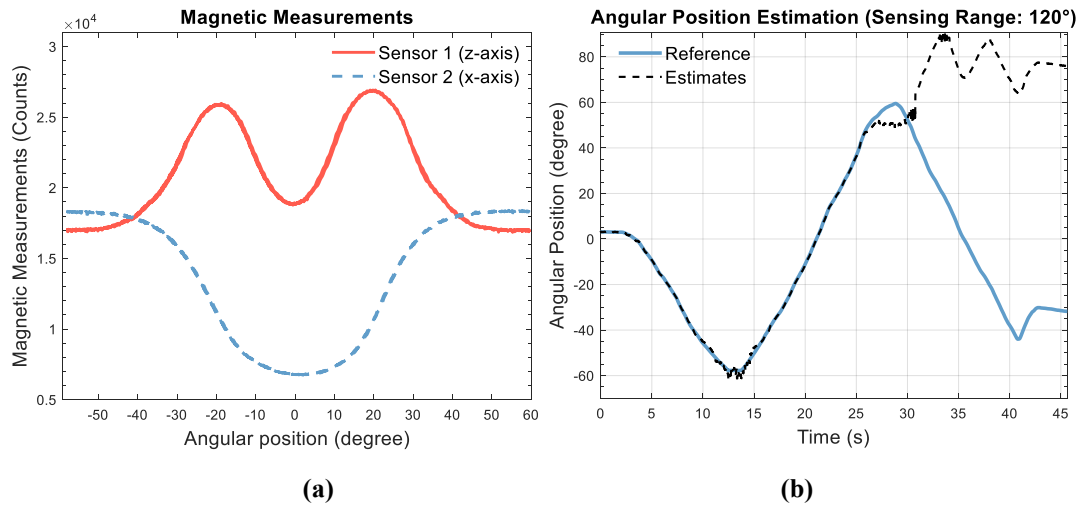 Magnetic Measurements
×10⁴
Magnetic Measurements (Counts)
3
2.5
2
1.5
1
0.5
Sensor 1 (z-axis)
Sensor 2 (x-axis)
-50 -40 -30 -20 -10 0 10 20 30 40 50 60
Angular position (degree)
(a)
Angular Position Estimation (Sensing Range: 120°)
Angular Position (degree)
80
60
40
20
0
-20
-40
-60
Reference
Estimates
0 5 10 15 20 25 30 35 40 45
Time (s)
(b)